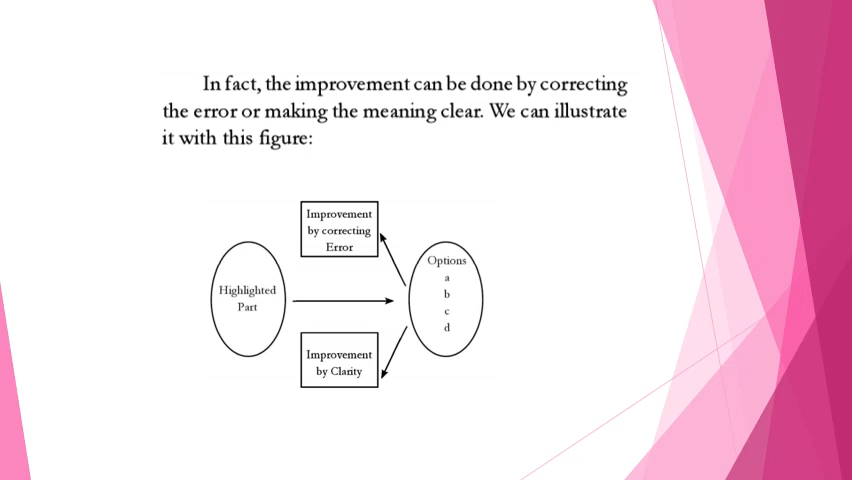 In fact, the improvement can be done by correcting
the error or making the meaning clear. We can illustrate
it with this figure:
Improvement
by correcting
Error
Highlighted
Part
Options
a
b
c
d
Improvement
by Clarity